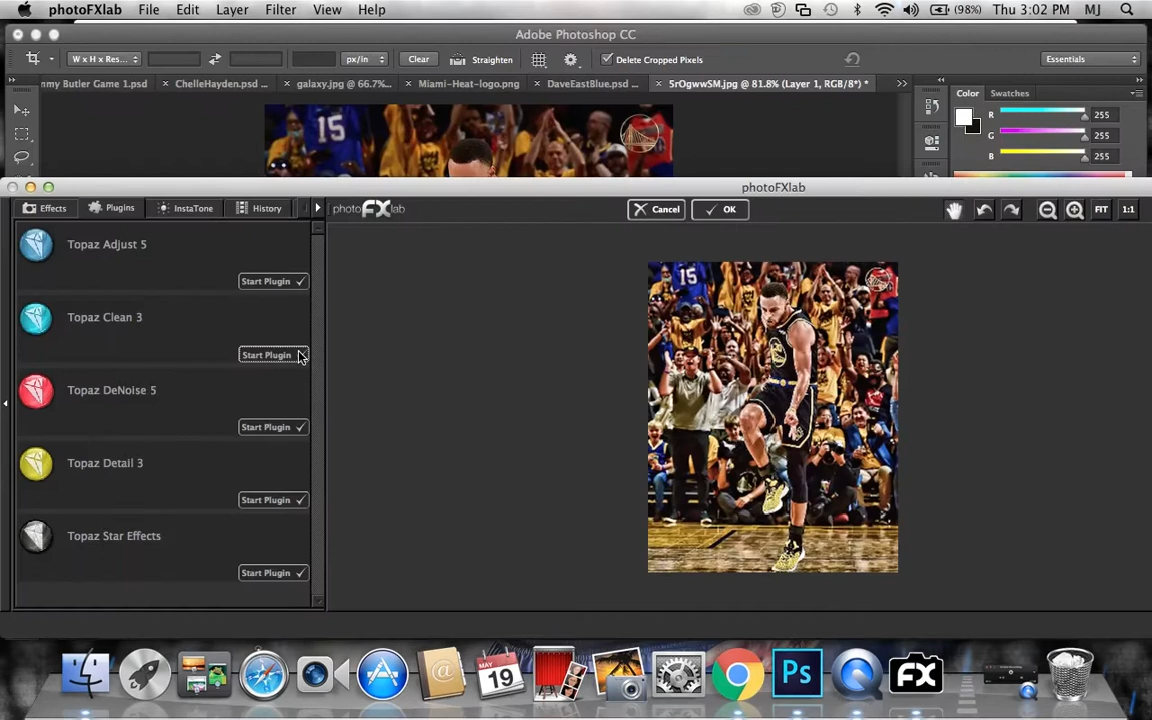 photoFXlab File Edit Layer Filter View Help (98%) Thu 3:02 PM MJ
Adobe Photoshop CC
W x H x Res... px/in Clear Straighten Delete Cropped Pixels Essentials
mmy Butler Game 1.psd ChelleHayden.psd ... galaxy.jpg @ 66.7%... Miami-Heat-logo.png DaveEastBlue.psd ... 5rOgwwSM.jpg @ 81.8% (Layer 1, RGB/8*) *
Color Swatches
R 255
G 255
B 255
15
photoFXlab
Effects Plugins InstaTone History photoFXlab Cancel OK FIT 1:1
Topaz Adjust 5
Start Plugin
Topaz Clean 3
Start Plugin
Topaz DeNoise 5
Start Plugin
Topaz Detail 3
Start Plugin
Topaz Star Effects
Start Plugin
15
MAY
19
Ps
FX